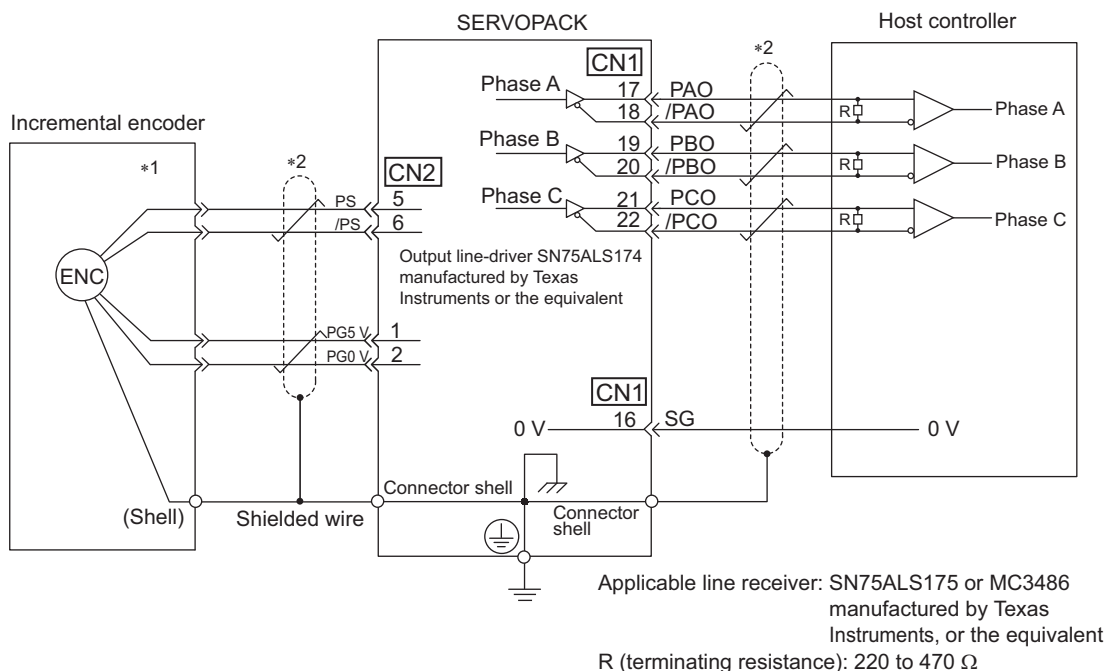 SERVOPACK
Host controller
CN1
*2
Phase A
17
PAO
18
/PAO
R
Phase A
Incremental encoder
Phase B
19
PBO
20
/PBO
R
Phase B
*1
*2
CN2
PS
5
/PS
6
Phase C
21
PCO
22
/PCO
R
Phase C
Output line-driver SN75ALS174
manufactured by Texas
Instruments or the equivalent
ENC
PG5 V
1
PG0 V
2
CN1
0 V
16
SG
0 V
Connector shell
(Shell)
Shielded wire
Connector
shell
Applicable line receiver: SN75ALS175 or MC3486
manufactured by Texas
Instruments, or the equivalent
R (terminating resistance): 220 to 470 Ω